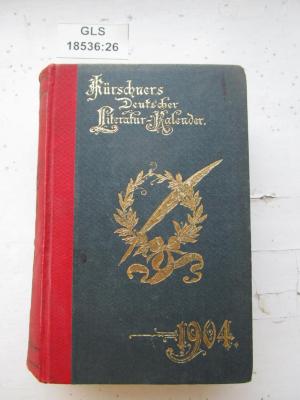 GLS
18536:26
Kürschners
Deutscher
Literatur-Kalender.
1904.